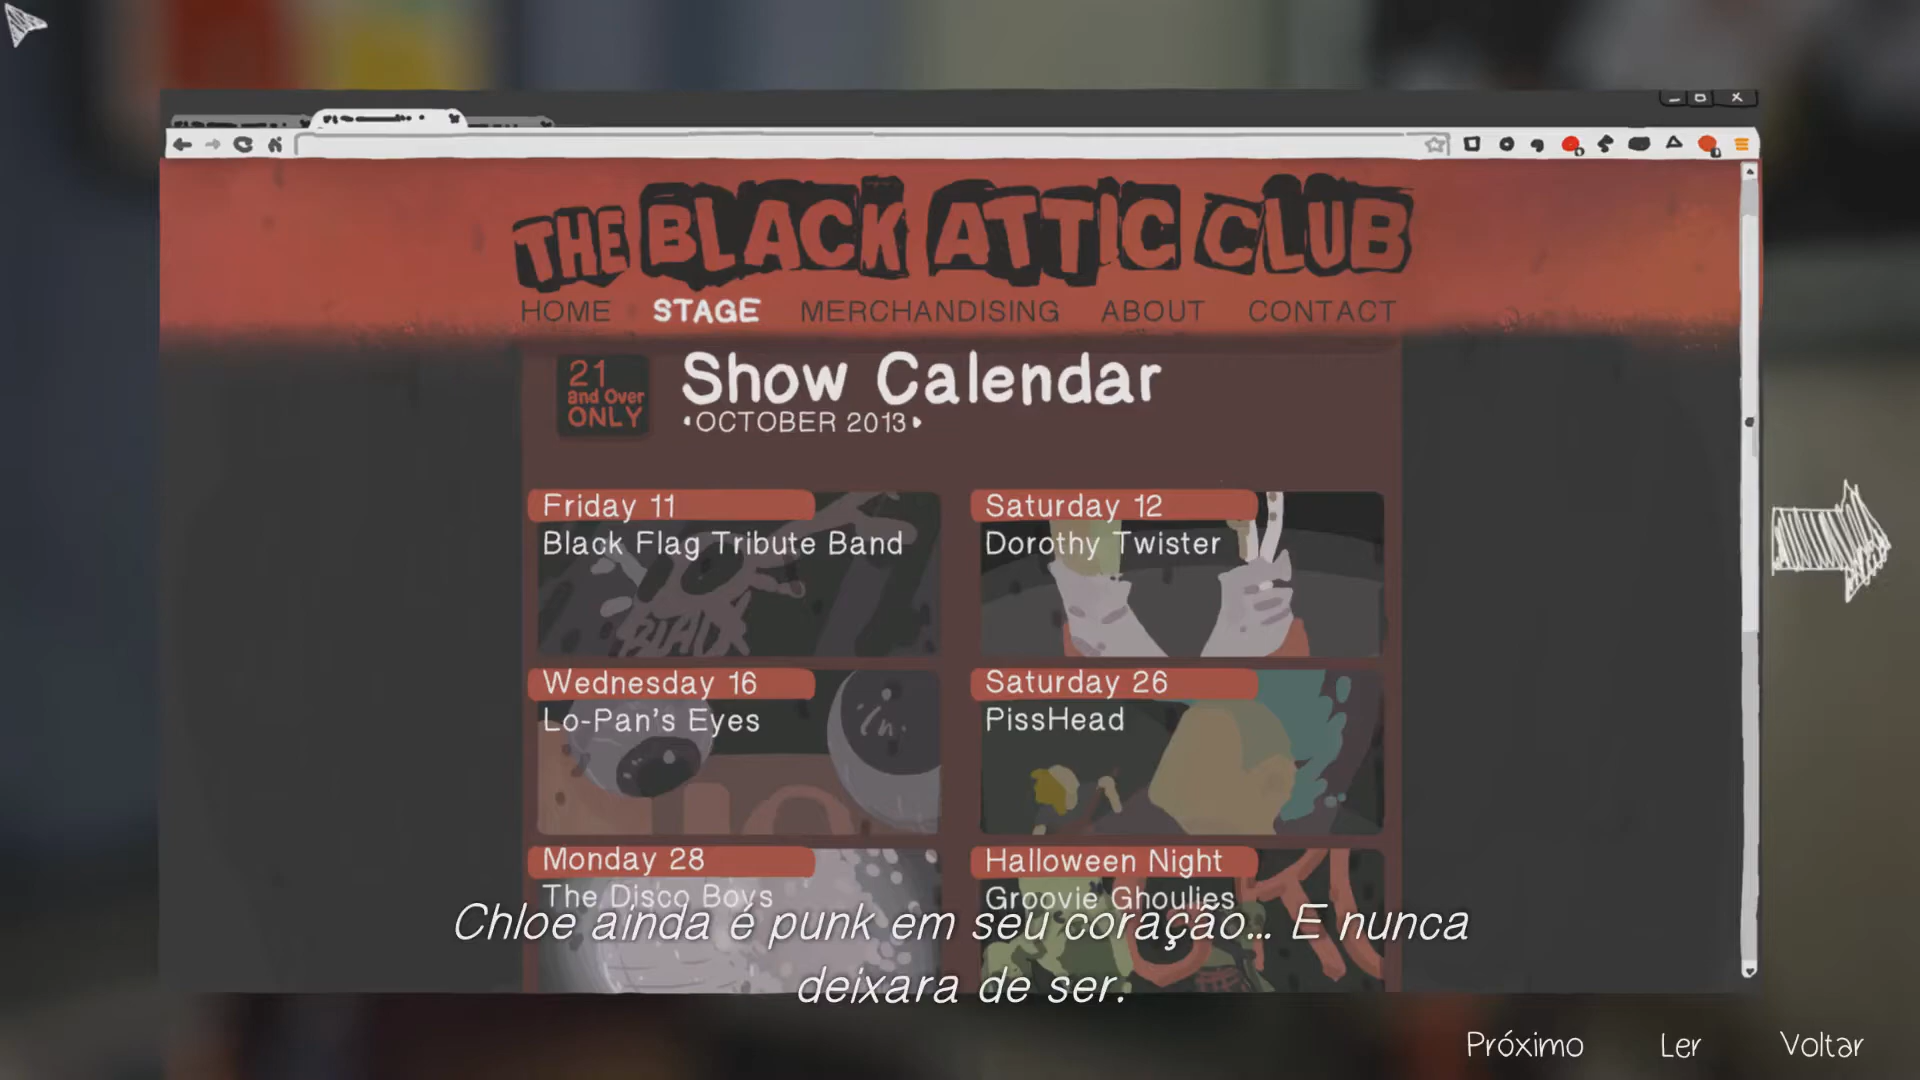 THE BLACK ATTIC CLUB
HOME STAGE MERCHANDISING ABOUT CONTACT
21
and Over
ONLY
Show Calendar
OCTOBER 2013
Friday 11
Black Flag Tribute Band
BLACK
Saturday 12
Dorothy Twister
Wednesday 16
Lo-Pan's Eyes
Saturday 26
PissHead
Monday 28
The Disco Boys
Halloween Night
Groovie Ghoulies
Chloe ainda é punk em seu coração... E nunca
deixara de ser.
Próximo Ler Voltar